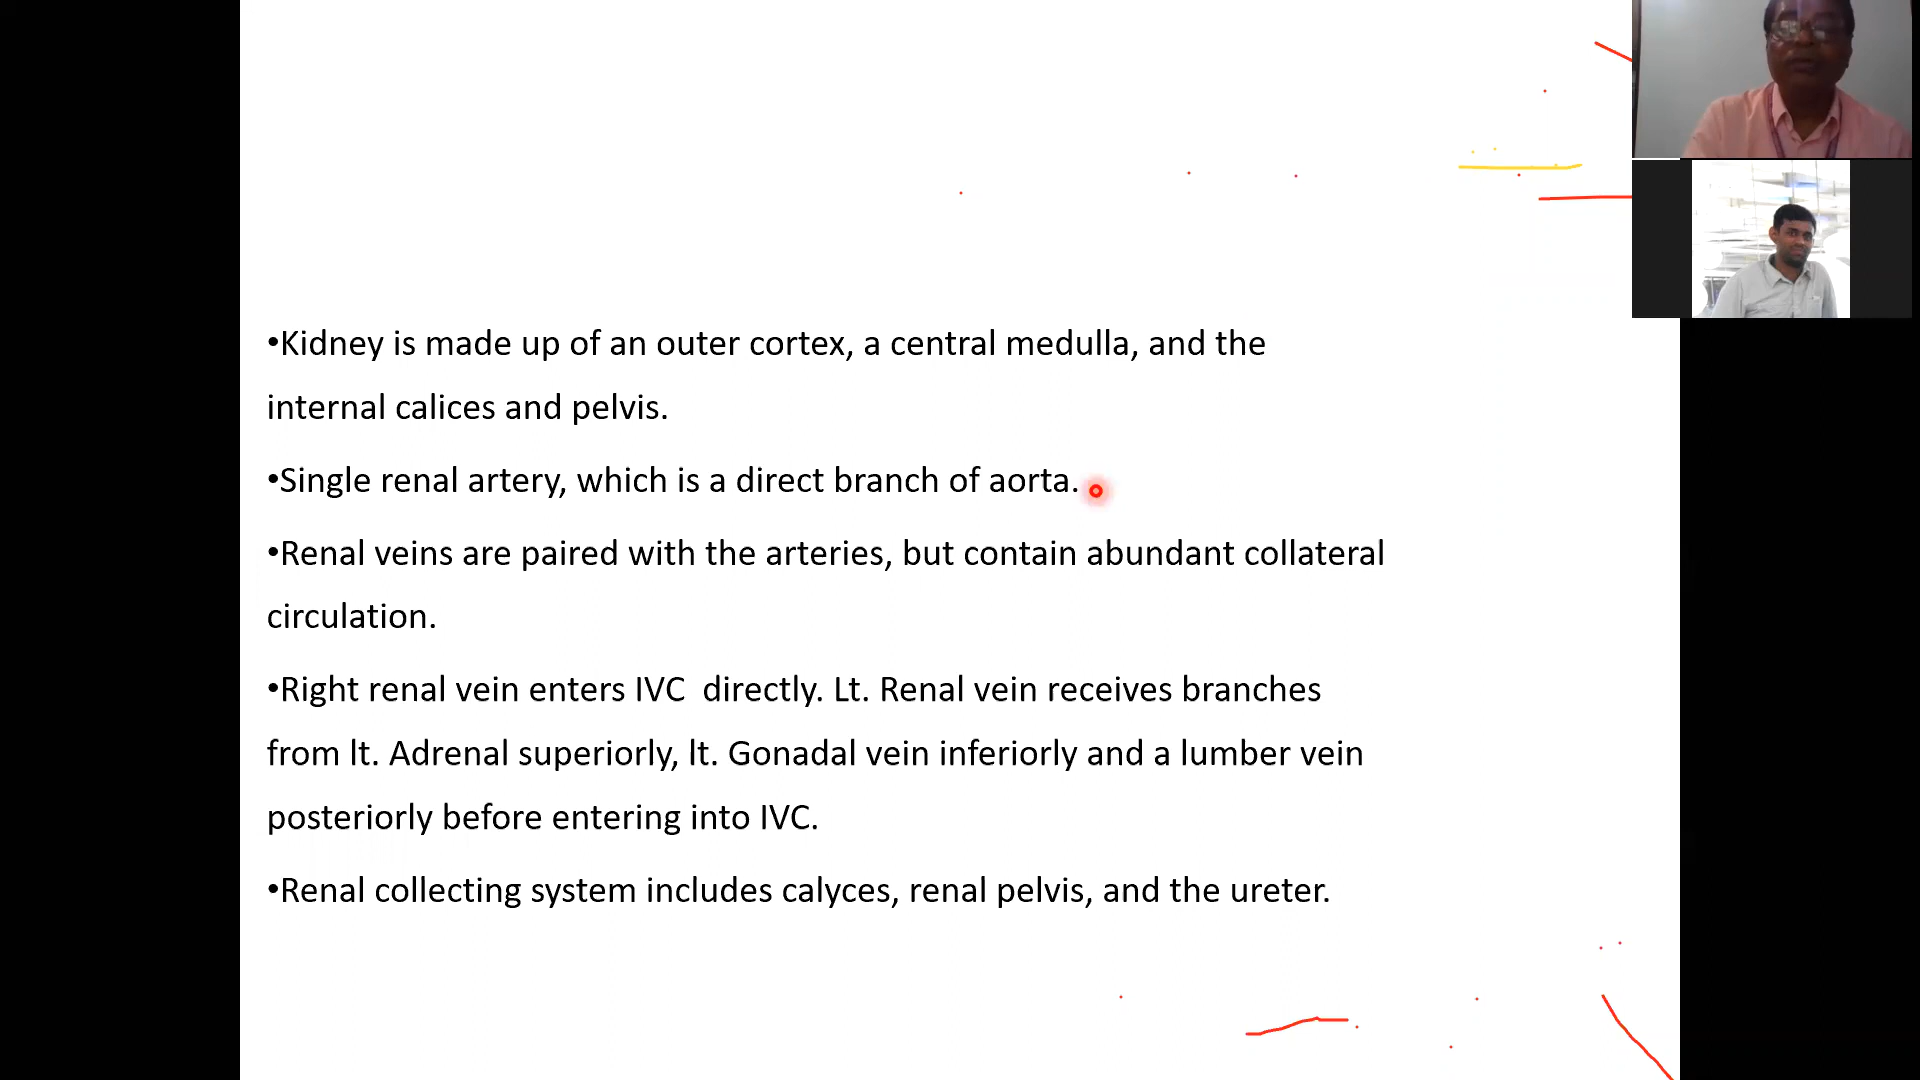 •Kidney is made up of an outer cortex, a central medulla, and the
internal calices and pelvis.
•Single renal artery, which is a direct branch of aorta.
•Renal veins are paired with the arteries, but contain abundant collateral
circulation.
•Right renal vein enters IVC  directly. Lt. Renal vein receives branches
from lt. Adrenal superiorly, lt. Gonadal vein inferiorly and a lumber vein
posteriorly before entering into IVC.
•Renal collecting system includes calyces, renal pelvis, and the ureter.